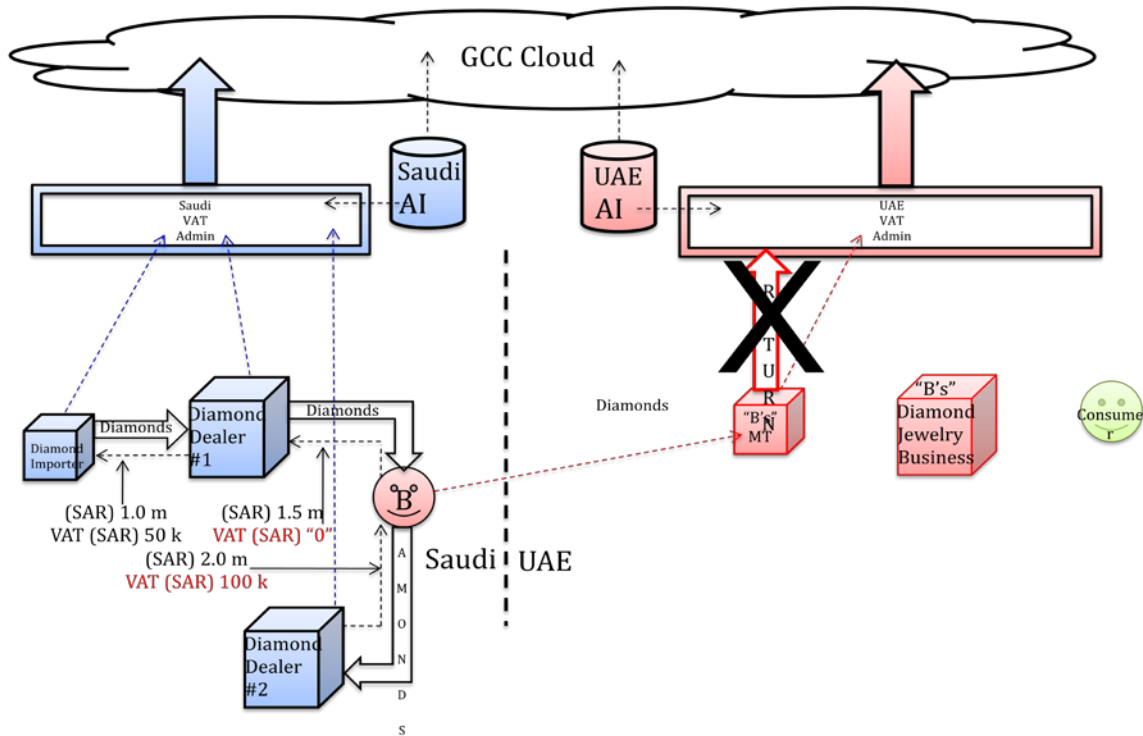 GCC Cloud
Saudi
AI
UAE
AI
Saudi
VAT
Admin
UAE
VAT
Admin
R
T
U
R
N
Diamonds
Diamond
Importer
Diamond
Dealer
#1
Diamonds
Diamonds
"B's"
MT
"B's"
Diamond
Jewelry
Business
Consume
r
B
(SAR) 1.0 m
VAT (SAR) 50 k
(SAR) 1.5 m
VAT (SAR) "0"
(SAR) 2.0 m
VAT (SAR) 100 k
Saudi
UAE
A
M
O
N
D
S
Diamond
Dealer
#2